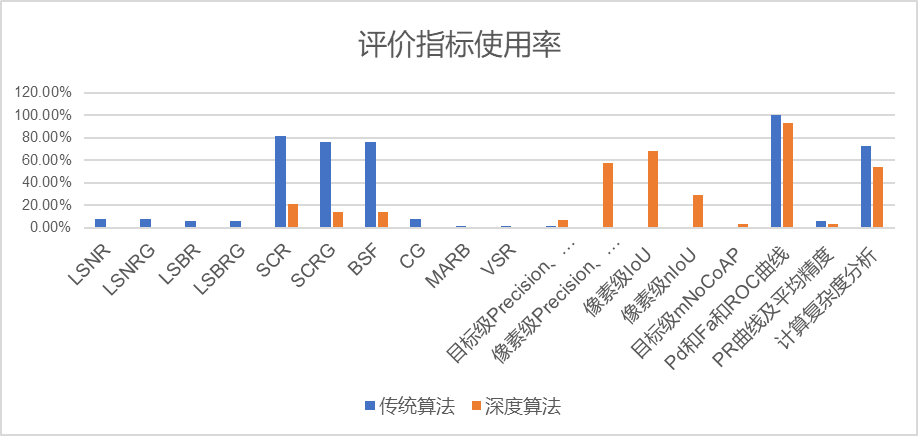 评价指标使用率
120.00%
100.00%
80.00%
60.00%
40.00%
20.00%
0.00%
LSNR
LSNRG
LSBR
LSBRG
SCR
SCRG
BSF
CG
MARB
VSR
目标级Precision、…
像素级Precision、…
像素级IoU
像素级nIoU
目标级mNoCoAP
Pd和Fa和ROC曲线
PR曲线及平均精度
计算复杂度分析
传统算法 深度算法